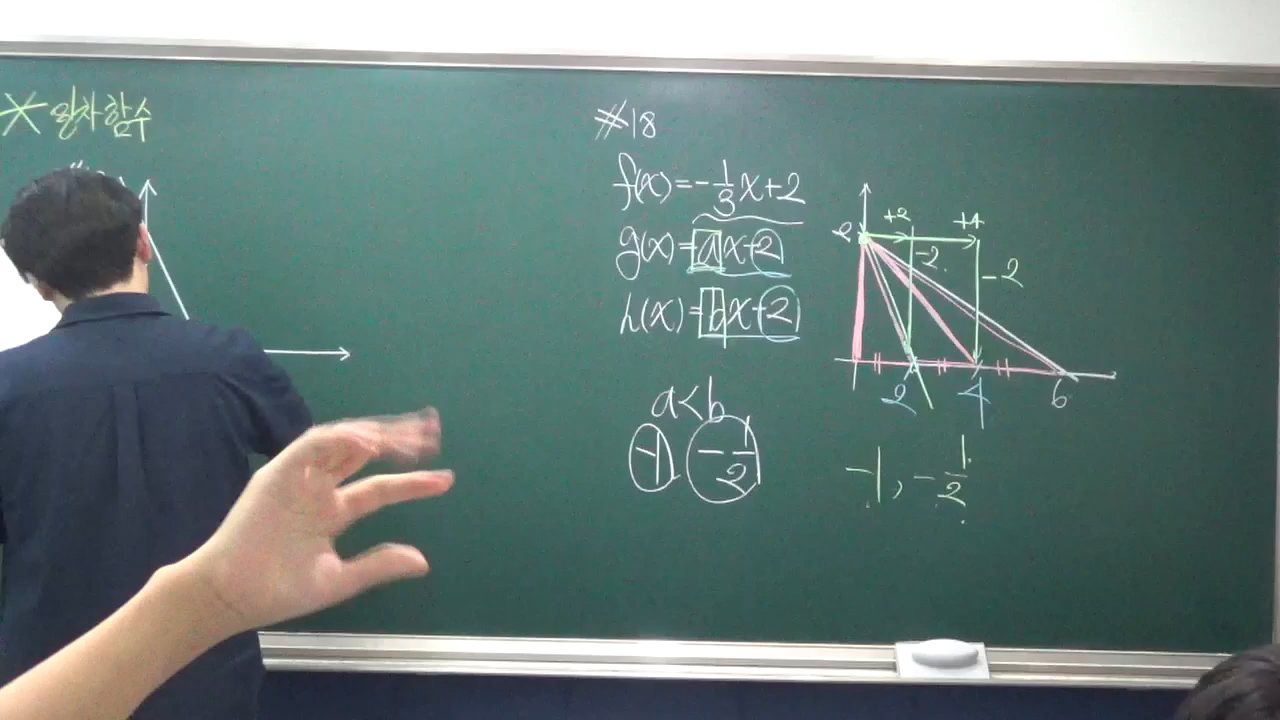 일차함수
#18
f(x)=-1/3x+2
g(x)=ax+2
h(x)=bx+2
a<b
-1 -1/2
+2 +4
2 -2 -2
2 4 6
-1, -1/2